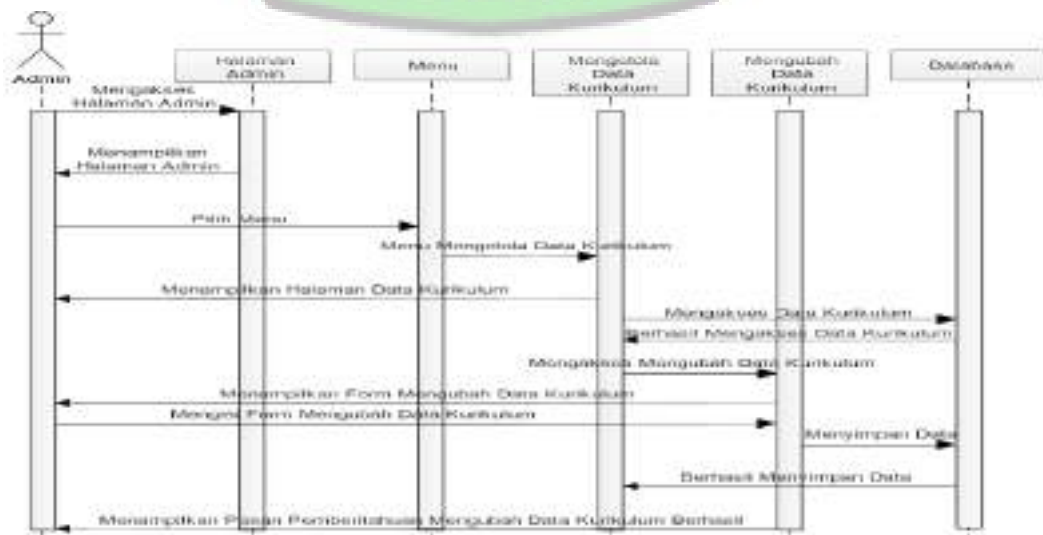 Admin
Halaman
Admin
Menu
Mengelola
Data
Kurikulum
Mengubah
Data
Kurikulum
Database
Mengakses
Halaman Admin
Menampilkan
Halaman Admin
Pilih Menu
Menu Mengelola Data Kurikulum
Menampilkan Halaman Data Kurikulum
Mengakses Data Kurikulum
Berhasil Mengakses Data Kurikulum
Mengakses Mengubah Data Kurikulum
Menampilkan Form Mengubah Data Kurikulum
Mengisi Form Mengubah Data Kurikulum
Menyimpan Data
Berhasil Menyimpan Data
Menampilkan Pesan Pemberitahuan Mengubah Data Kurikulum Berhasil